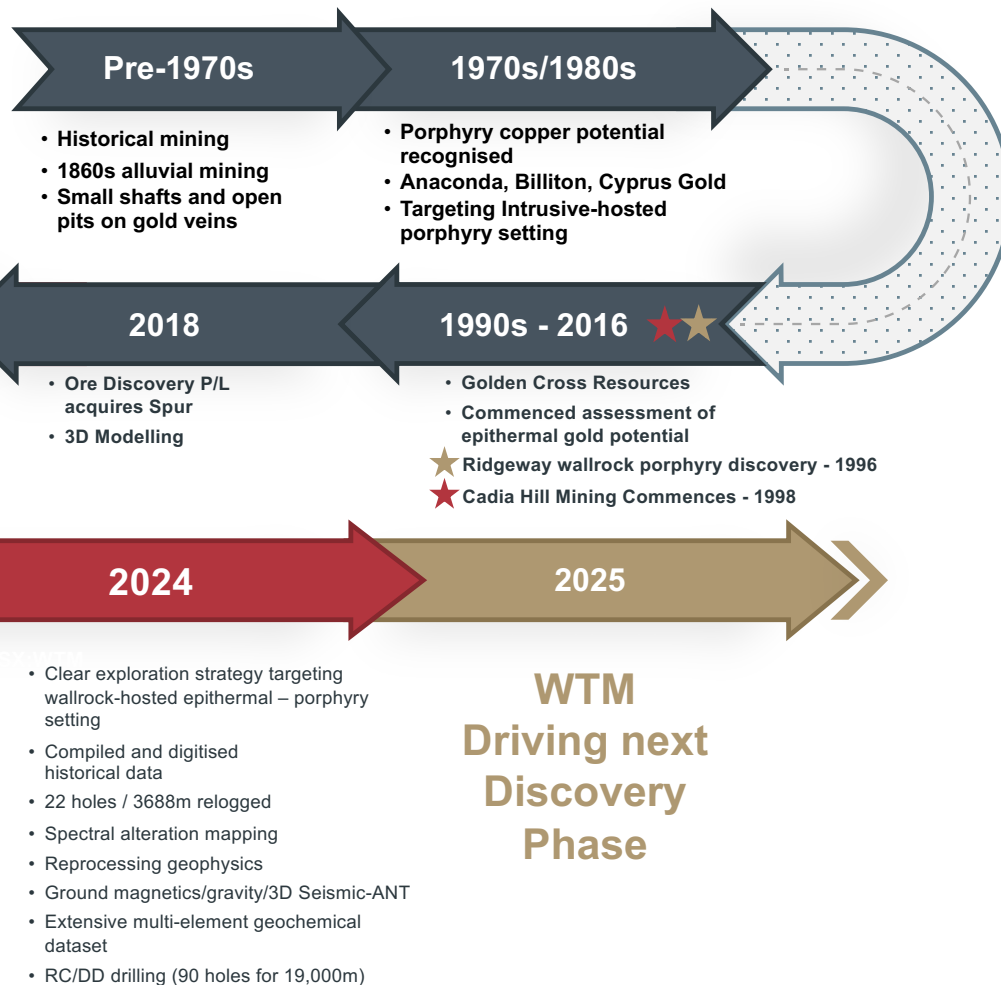 Pre-1970s
1970s/1980s
• Historical mining
• 1860s alluvial mining
• Small shafts and open
pits on gold veins
• Porphyry copper potential
recognised
• Anaconda, Billiton, Cyprus Gold
• Targeting Intrusive-hosted
porphyry setting
2018
1990s - 2016
• Ore Discovery P/L
acquires Spur
• 3D Modelling
• Golden Cross Resources
• Commenced assessment of
epithermal gold potential
Ridgeway wallrock porphyry discovery - 1996
Cadia Hill Mining Commences - 1998
2024
2025
• Clear exploration strategy targeting
wallrock-hosted epithermal – porphyry
setting
• Compiled and digitised
historical data
• 22 holes / 3688m relogged
• Spectral alteration mapping
• Reprocessing geophysics
• Ground magnetics/gravity/3D Seismic-ANT
• Extensive multi-element geochemical
dataset
• RC/DD drilling (90 holes for 19,000m)
WTM
Driving next
Discovery
Phase